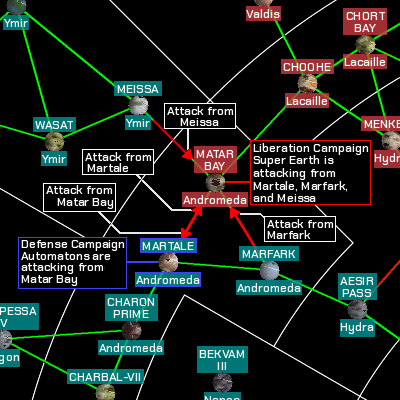 Valdis
Ymir
CHORT
BAY
Lacaille
CHOOHE
Lacaille
MEISSA
Ymir
Attack from
Meissa
WASAT
Ymir
MENKE
Hydr
MATAR
BAY
Andromeda
Liberation Campaign
Super Earth is
attacking from
Martale, Marfark,
and Meissa
Attack from
Martale
Attack from
Matar Bay
Attack from
Marfark
Defense Campaign
Automatons are
attacking from
Matar Bay
MARTALE
Andromeda
MARFARK
Andromeda
AESIR
PASS
Hydra
CHARON
PRIME
Andromeda
PESSA
V
gon
BEKVAM
III
CHARBAL-VII